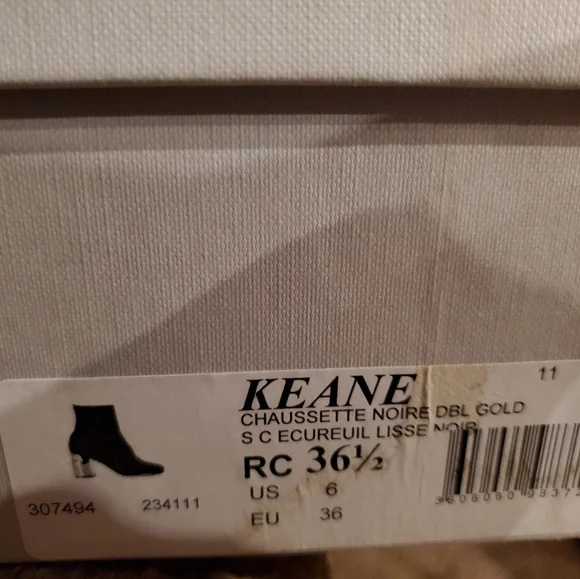 KEANE 11
CHAUSSETTE NOIRE DBL GOLD
S C ECUREUIL LISSE NOIR
RC 36½
US 6
EU 36
307494 234111